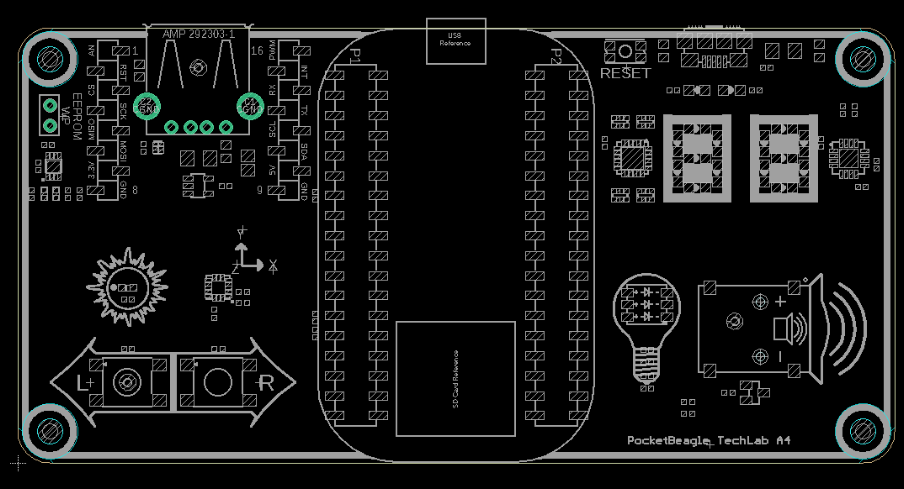 AMP 292303-1
USB
Reference
AN
1
16
PWM
P1
P2
RST
INT
RESET
CS
RX
EEPROM
WP
SCK
TX
MISO
SCL
MOSI
SDA
3.3V
5V
GND
8
9
GND
Y
Z
X
L
R
+
-
SD Card Reference
PocketBeagle TechLab A4